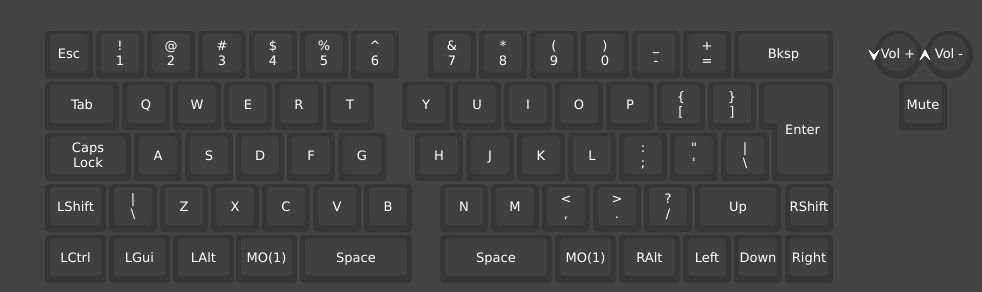 Esc ! 1 @ 2 # 3 $ 4 % 5 ^ 6 & 7 * 8 ( 9 ) 0 _ - + = Bksp Vol + Vol -
Tab Q W E R T Y U I O P { [ } ] Enter Mute
Caps Lock A S D F G H J K L : ; " ' | \
LShift | \ Z X C V B N M < , > . ? / Up RShift
LCtrl LGui LAlt MO(1) Space Space MO(1) RAlt Left Down Right